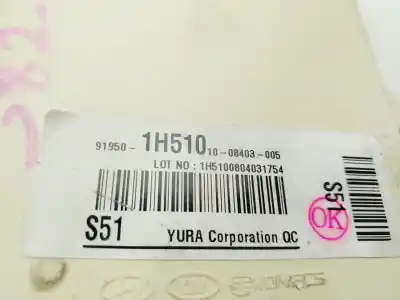 91950- 1H510 10-08403-005
LOT NO : 1H5100804031754
S51 YURA Corporation QC
S51
OK